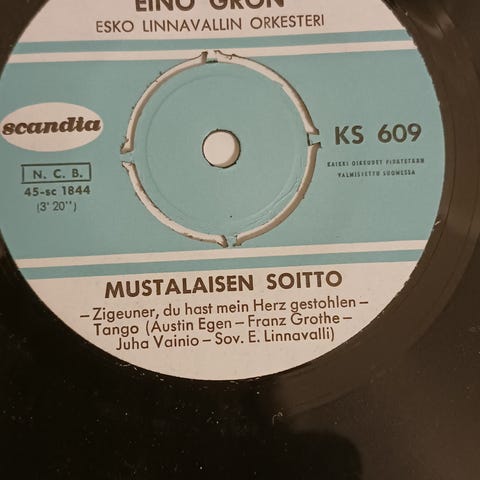 EINO GRÖN
ESKO LINNAVALLIN ORKESTERI
scandia
KS 609
N. C. B.
45-sc 1844
(3' 20'')
KAIKKI OIKEUDET PIDÄTETÄÄN
VALMISTETTU SUOMESSA
MUSTALAISEN SOITTO
– Zigeuner, du hast mein Herz gestohlen –
Tango (Austin Egen – Franz Grothe –
Juha Vainio – Sov. E. Linnavalli)